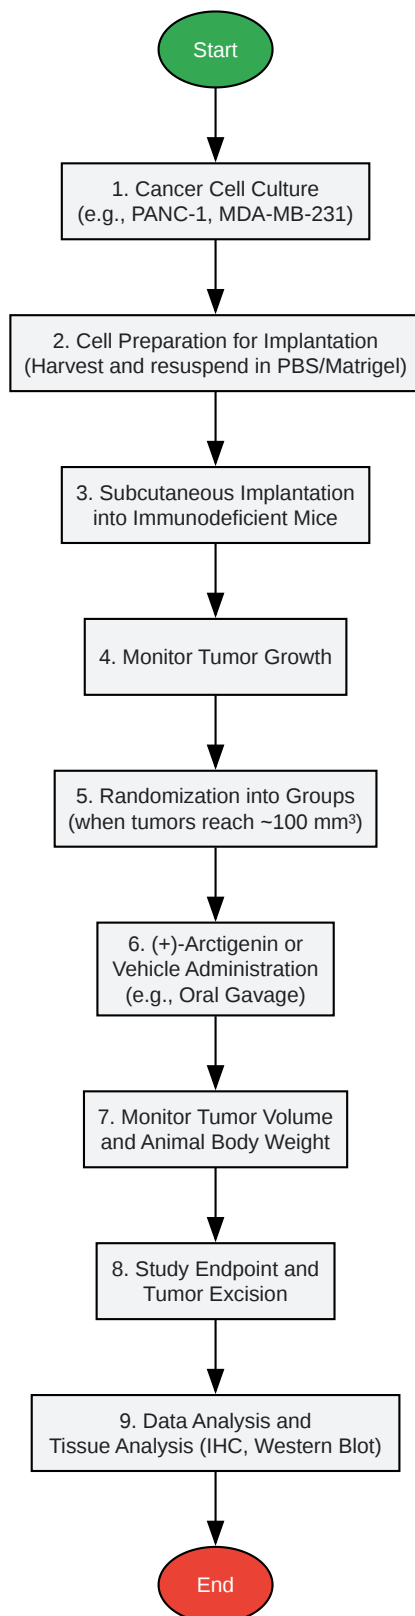 Start
1. Cancer Cell Culture
(e.g., PANC-1, MDA-MB-231)
2. Cell Preparation for Implantation
(Harvest and resuspend in PBS/Matrigel)
3. Subcutaneous Implantation
into Immunodeficient Mice
4. Monitor Tumor Growth
5. Randomization into Groups
(when tumors reach ~100 mm³)
6. (+)-Arctigenin or
Vehicle Administration
(e.g., Oral Gavage)
7. Monitor Tumor Volume
and Animal Body Weight
8. Study Endpoint and
Tumor Excision
9. Data Analysis and
Tissue Analysis (IHC, Western Blot)
End